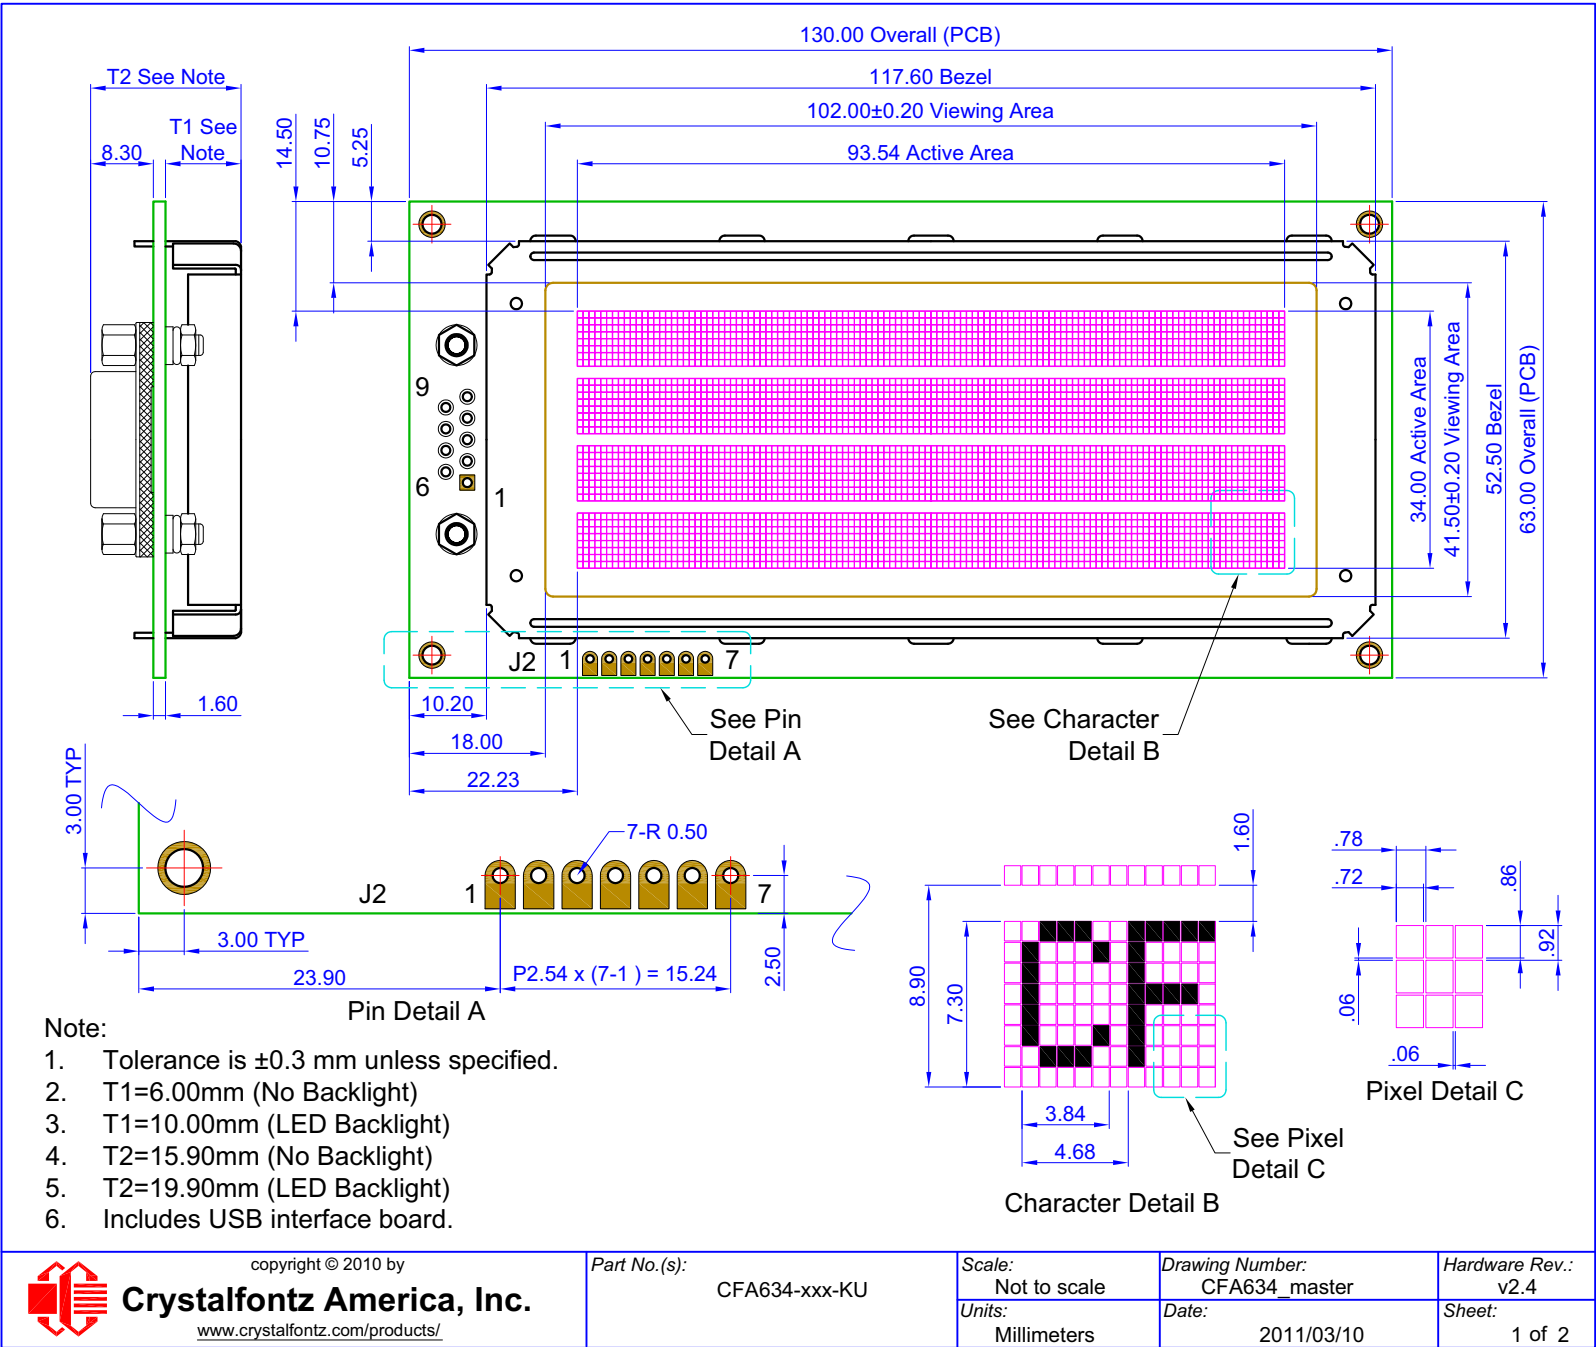 130.00 Overall (PCB)
T2 See Note
117.60 Bezel
102.00±0.20 Viewing Area
T1 See
Note
8.30
14.50
10.75
5.25
93.54 Active Area
9
6
1
34.00 Active Area
41.50±0.20 Viewing Area
52.50 Bezel
63.00 Overall (PCB)
J2 1 7
1.60
10.20
18.00
22.23
See Pin
Detail A
See Character
Detail B
3.00 TYP
7-R 0.50
J2 1 7
3.00 TYP
23.90
P2.54 x (7-1 ) = 15.24
2.50
Pin Detail A
1.60
8.90
7.30
3.84
4.68
See Pixel
Detail C
Character Detail B
.78
.72
.86
.92
.06
.06
Pixel Detail C
Note:
1. Tolerance is ±0.3 mm unless specified.
2. T1=6.00mm (No Backlight)
3. T1=10.00mm (LED Backlight)
4. T2=15.90mm (No Backlight)
5. T2=19.90mm (LED Backlight)
6. Includes USB interface board.
copyright © 2010 by
Crystalfontz America, Inc.
www.crystalfontz.com/products/
Part No.(s):
CFA634-xxx-KU
Scale:
Not to scale
Units:
Millimeters
Drawing Number:
CFA634_master
Date:
2011/03/10
Hardware Rev.:
v2.4
Sheet:
1 of 2